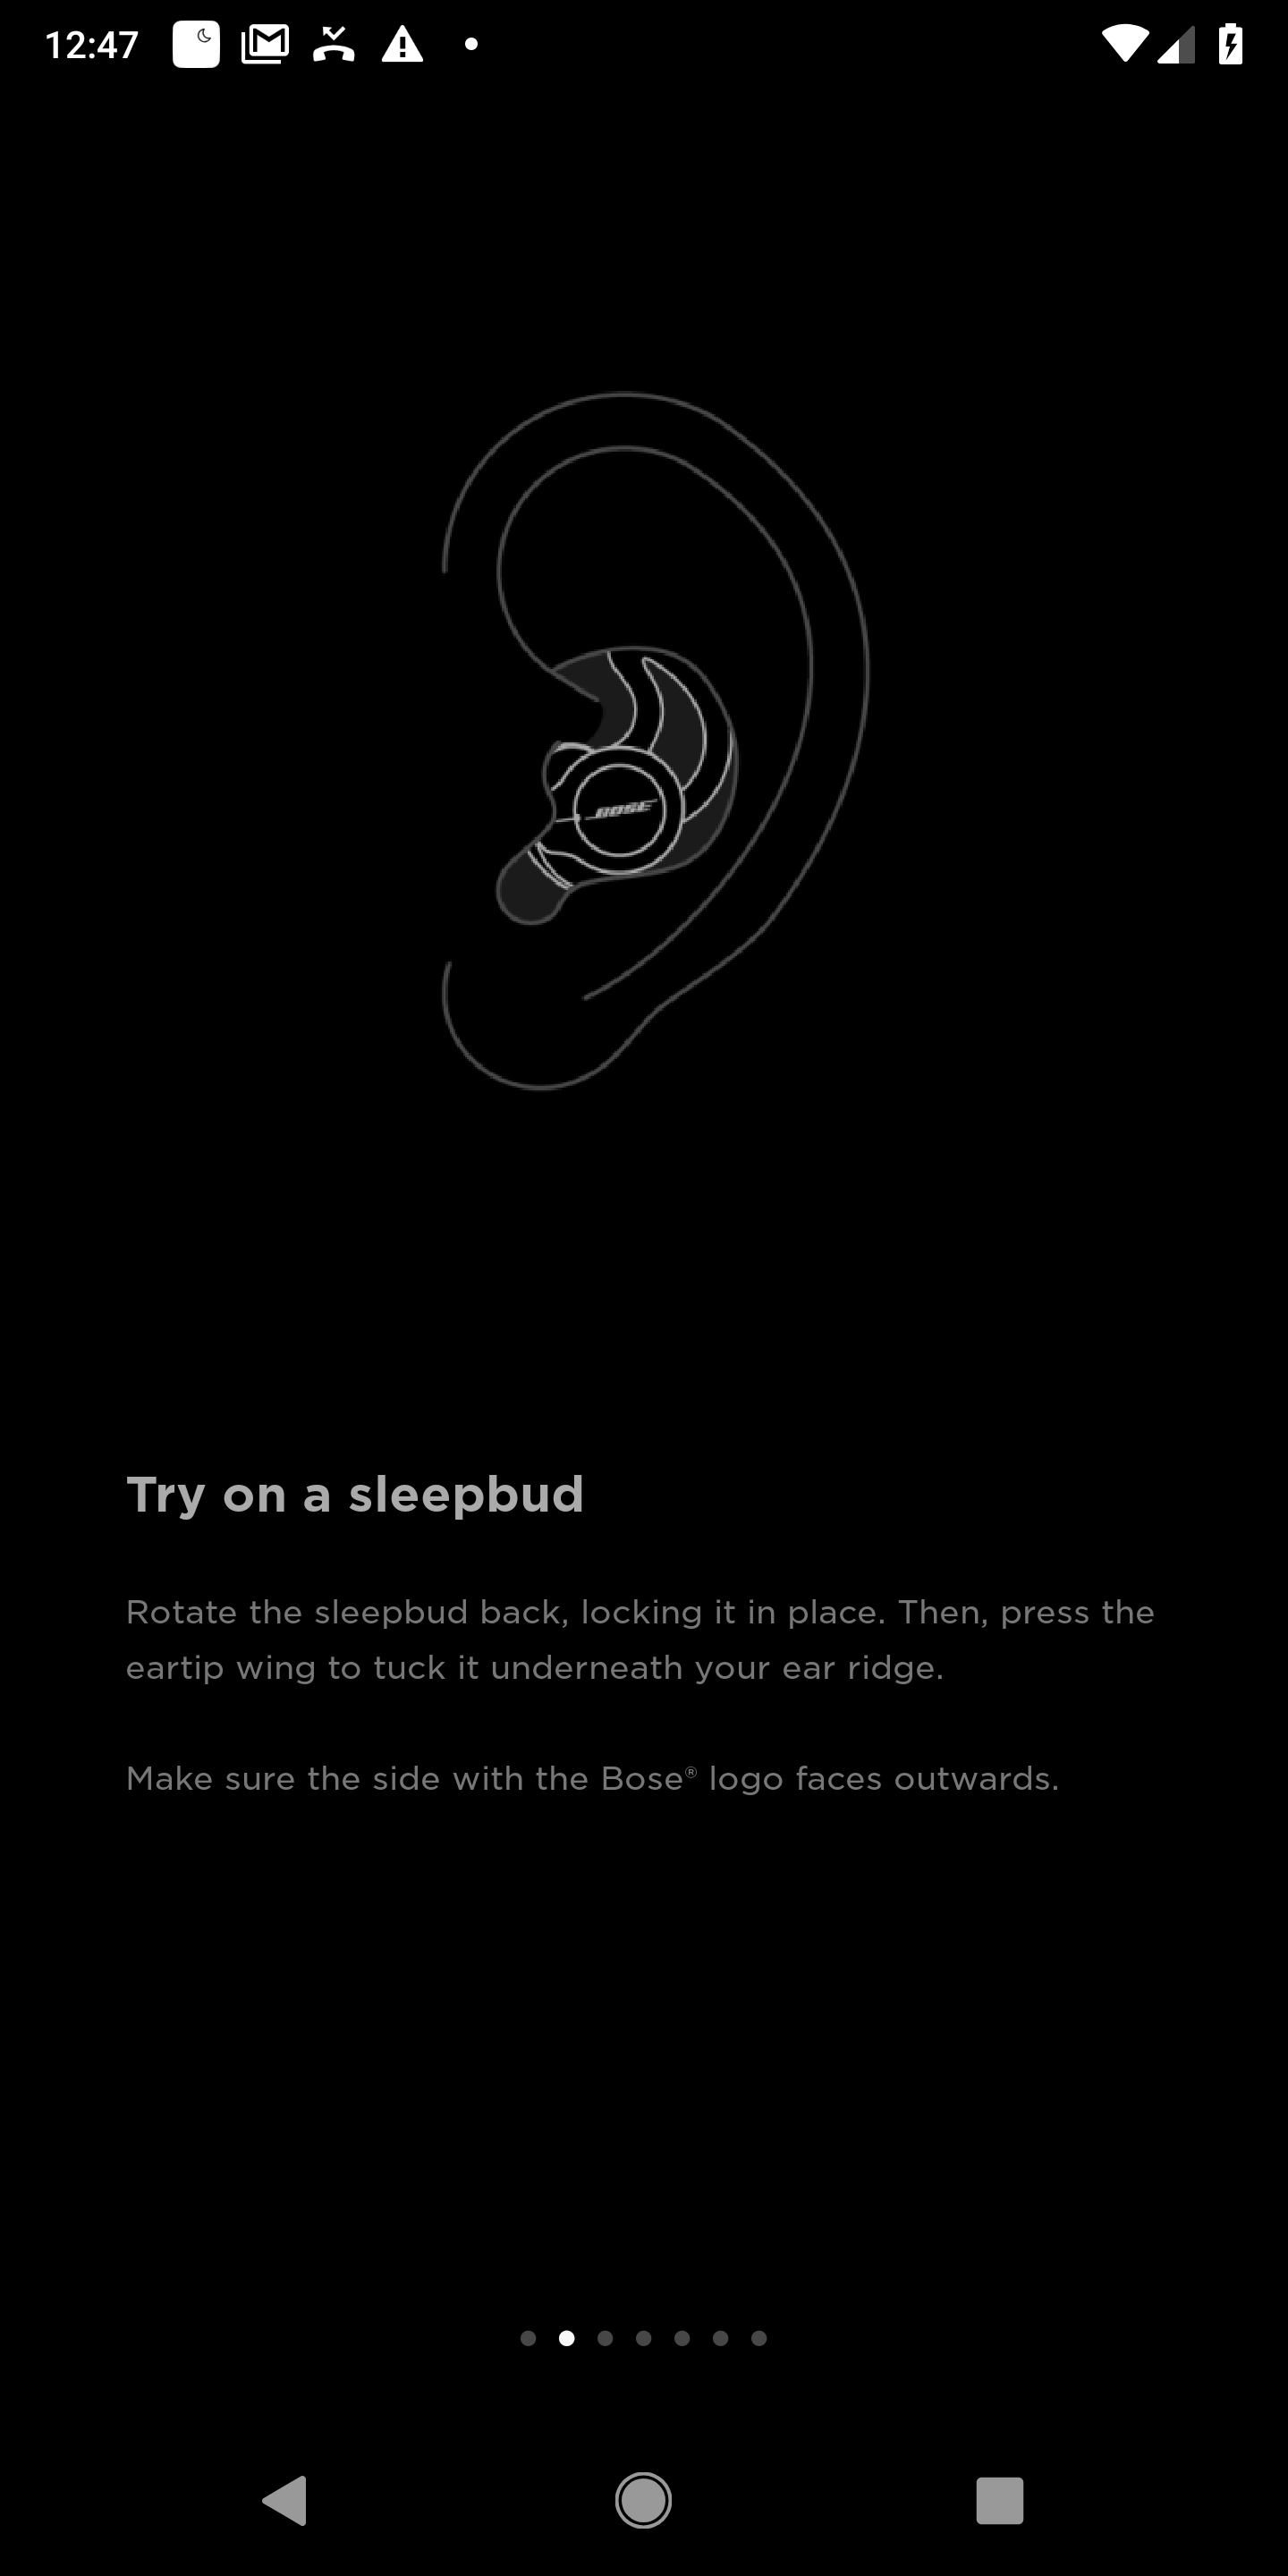 12:47
BOSE
Try on a sleepbud
Rotate the sleepbud back, locking it in place. Then, press the
eartip wing to tuck it underneath your ear ridge.
Make sure the side with the Bose® logo faces outwards.